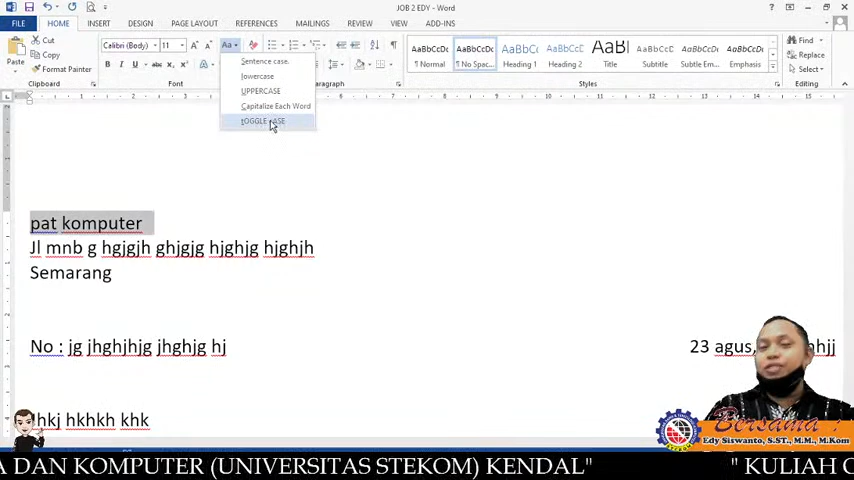 JOB 2 EDY - Word
FILE HOME INSERT DESIGN PAGE LAYOUT REFERENCES MAILINGS REVIEW VIEW ADD-INS
Cut
Copy
Format Painter
Paste
Clipboard
Calibri (Body) 11
Font
Aa
Sentence case.
lowercase
UPPERCASE
Capitalize Each Word
tOGGLE cASE
AaBbCcDc AaBbCcDc AaBbC AaBbCc AaBI AaBbCcC AaBbCcDc AaBbCcDc
¶ Normal ¶ No Spac... Heading 1 Heading 2 Title Subtitle Subtle Em... Emphasis
Styles
Find
Replace
Select
Editing
pat komputer
Jl mnb g hgjgjh ghjgjg hjghjg hjghjh
Semarang
No : jg jhghjhjg jhghjg hj
23 agus,
hkhkh khk
Bersama :
Edy Siswanto, S.ST., M.M., M.Kom
A DAN KOMPUTER (UNIVERSITAS STEKOM) KENDAL" " KULIAH